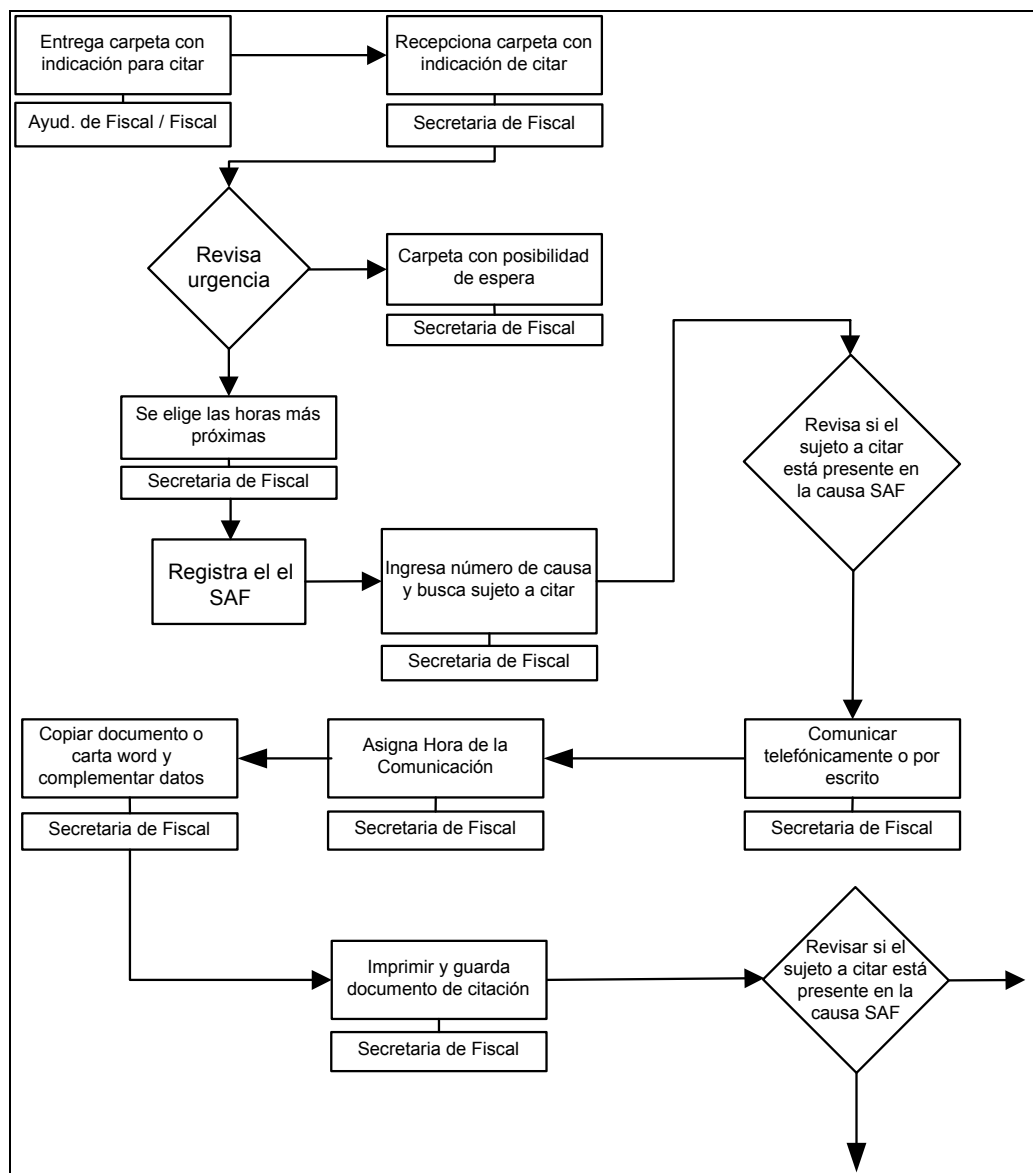 Entrega carpeta con
indicación para citar
Ayud. de Fiscal / Fiscal
Recepciona carpeta con
indicación de citar
Secretaria de Fiscal
Revisa
urgencia
Carpeta con posibilidad
de espera
Secretaria de Fiscal
Se elige las horas más
próximas
Secretaria de Fiscal
Registra el el
SAF
Ingresa número de causa
y busca sujeto a citar
Secretaria de Fiscal
Revisa si el
sujeto a citar
está presente en
la causa SAF
Comunicar
telefónicamente o por
escrito
Secretaria de Fiscal
Asigna Hora de la
Comunicación
Secretaria de Fiscal
Copiar documento o
carta word y
complementar datos
Secretaria de Fiscal
Imprimir y guarda
documento de citación
Secretaria de Fiscal
Revisar si el
sujeto a citar está
presente en la
causa SAF